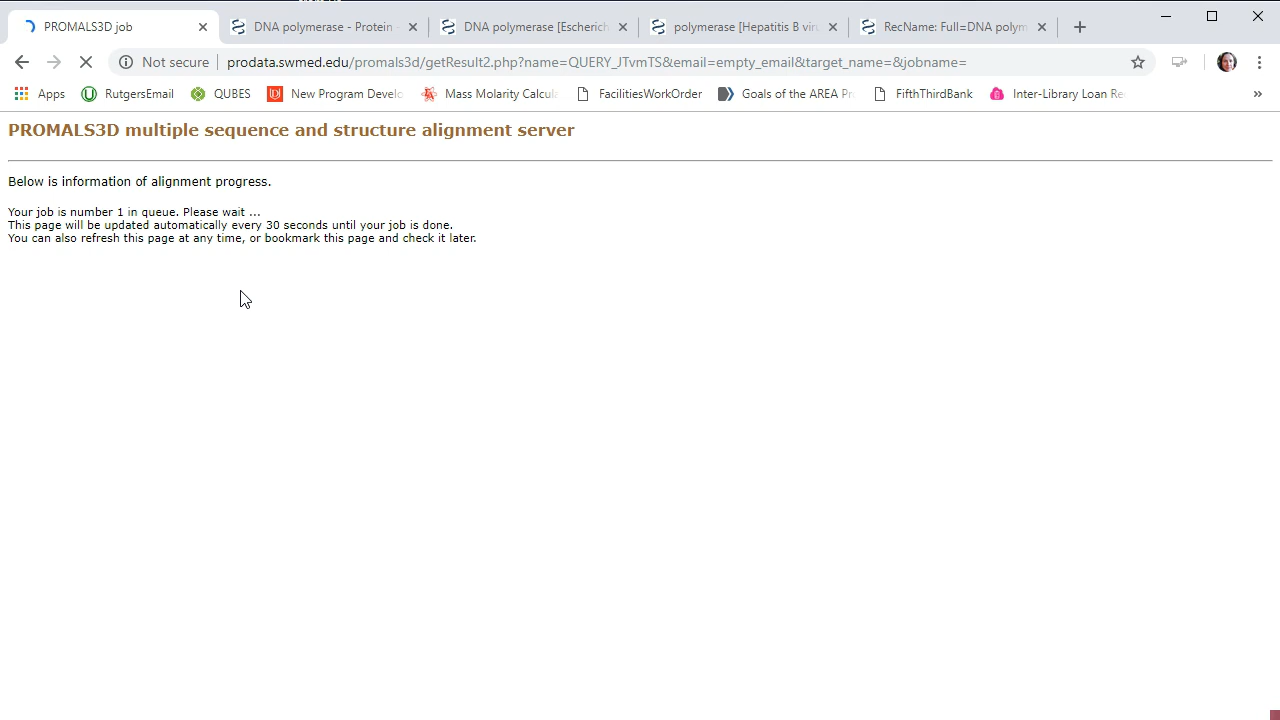 PROMALS3D job
DNA polymerase - Protein -
DNA polymerase [Escherich
polymerase [Hepatitis B vir
RecName: Full=DNA polym
Not secure
prodata.swmed.edu/promals3d/getResult2.php?name=QUERY_JTvmTS&email=empty_email&target_name=&jobname=
Apps
RutgersEmail
QUBES
New Program Develo
Mass Molarity Calcula
FacilitiesWorkOrder
Goals of the AREA Pr
FifthThirdBank
Inter-Library Loan Re
»
PROMALS3D multiple sequence and structure alignment server
Below is information of alignment progress.
Your job is number 1 in queue. Please wait ...
This page will be updated automatically every 30 seconds until your job is done.
You can also refresh this page at any time, or bookmark this page and check it later.